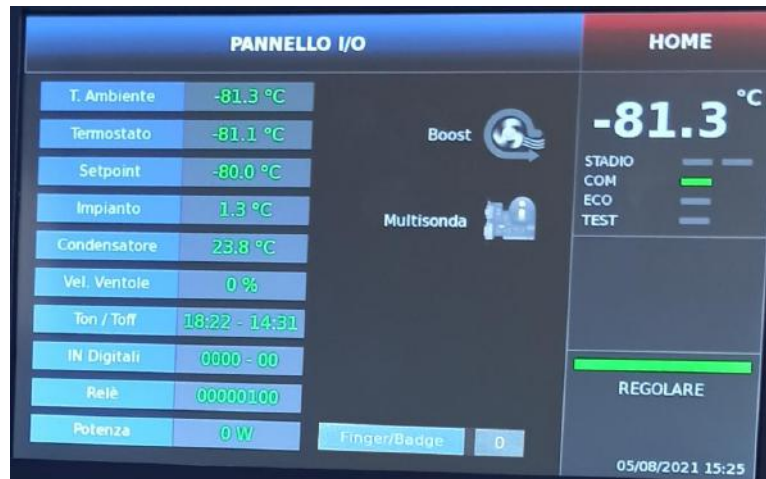 PANNELLO I/O
HOME
T. Ambiente -81.3 °C
Termostato -81.1 °C
Setpoint -80.0 °C
Impianto 1.3 °C
Condensatore 23.8 °C
Vel. Ventole 0 %
Ton / Toff 18:22 - 14:31
IN Digitali 0000 - 00
Relè 00000100
Potenza 0 W
Boost
Multisonda
Finger/Badge 0
-81.3 °C
STADIO
COM
ECO
TEST
REGOLARE
05/08/2021 15:25